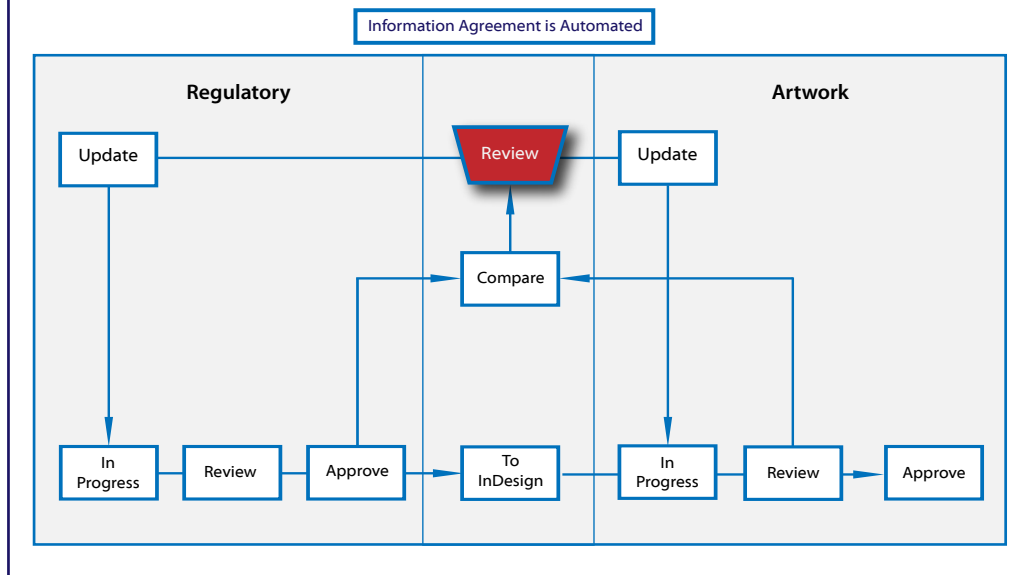 Information Agreement is Automated
Regulatory
Artwork
Update
Review
Update
Compare
In
Progress
Review
Approve
To
InDesign
In
Progress
Review
Approve